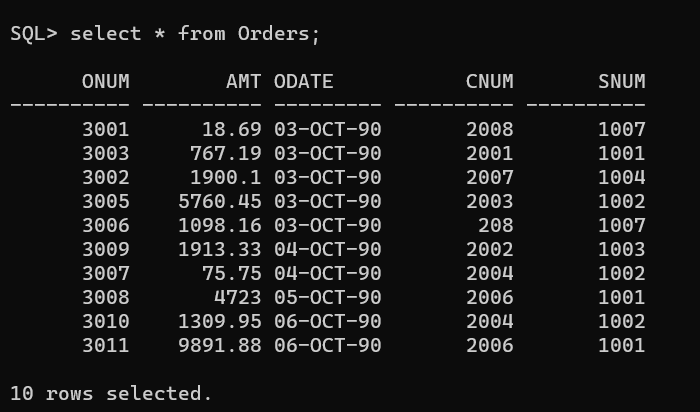 SQL> select * from Orders;
ONUM AMT ODATE CNUM SNUM
---------- ---------- --------- ---------- ----------
3001 18.69 03-OCT-90 2008 1007
3003 767.19 03-OCT-90 2001 1001
3002 1900.1 03-OCT-90 2007 1004
3005 5760.45 03-OCT-90 2003 1002
3006 1098.16 03-OCT-90 208 1007
3009 1913.33 04-OCT-90 2002 1003
3007 75.75 04-OCT-90 2004 1002
3008 4723 05-OCT-90 2006 1001
3010 1309.95 06-OCT-90 2004 1002
3011 9891.88 06-OCT-90 2006 1001
10 rows selected.